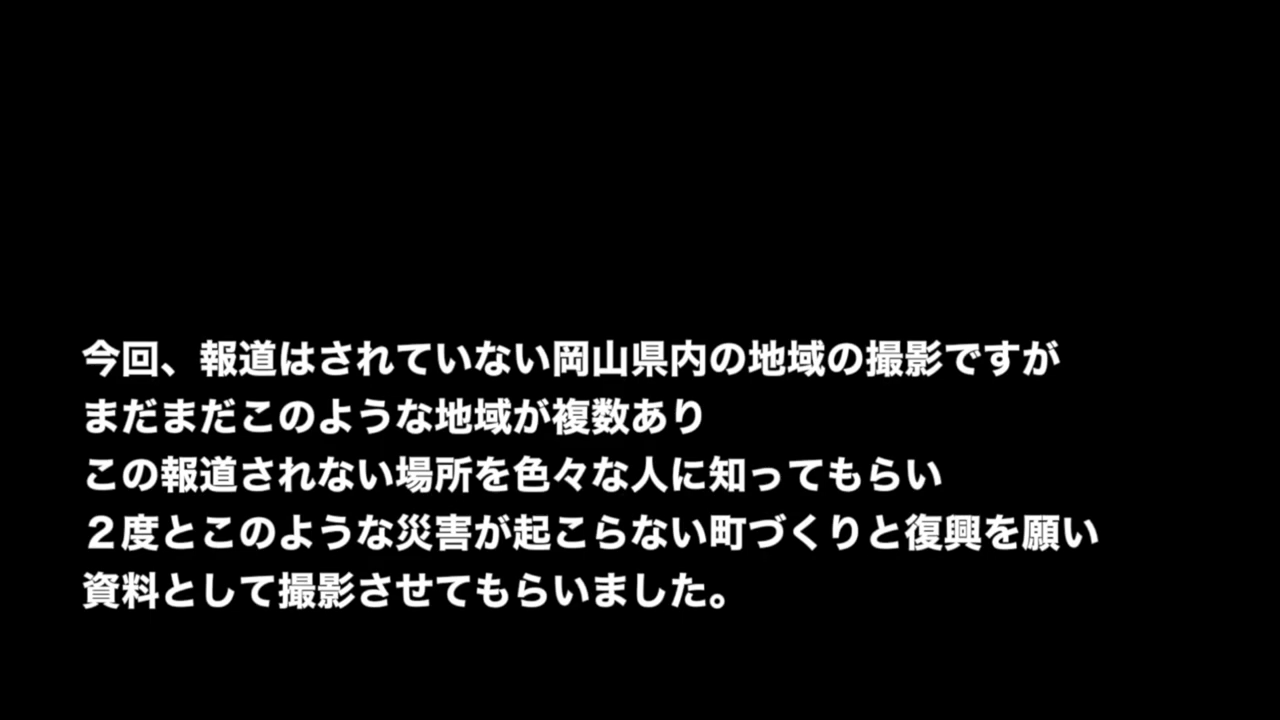 今回、報道はされていない岡山県内の地域の撮影ですが
まだまだこのような地域が複数あり
この報道されない場所を色々な人に知ってもらい
２度とこのような災害が起こらない町づくりと復興を願い
資料として撮影させてもらいました。